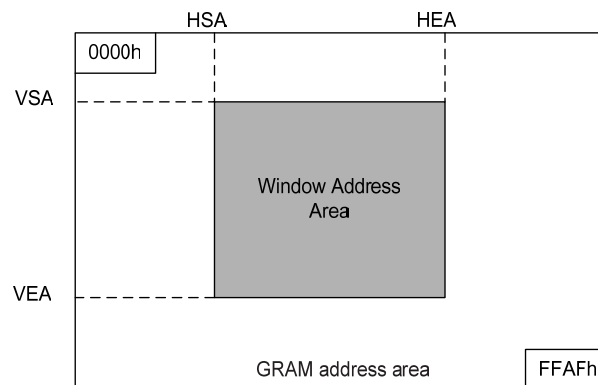 HSA HEA
0000h
VSA
Window Address
Area
VEA
GRAM address area
FFAFh